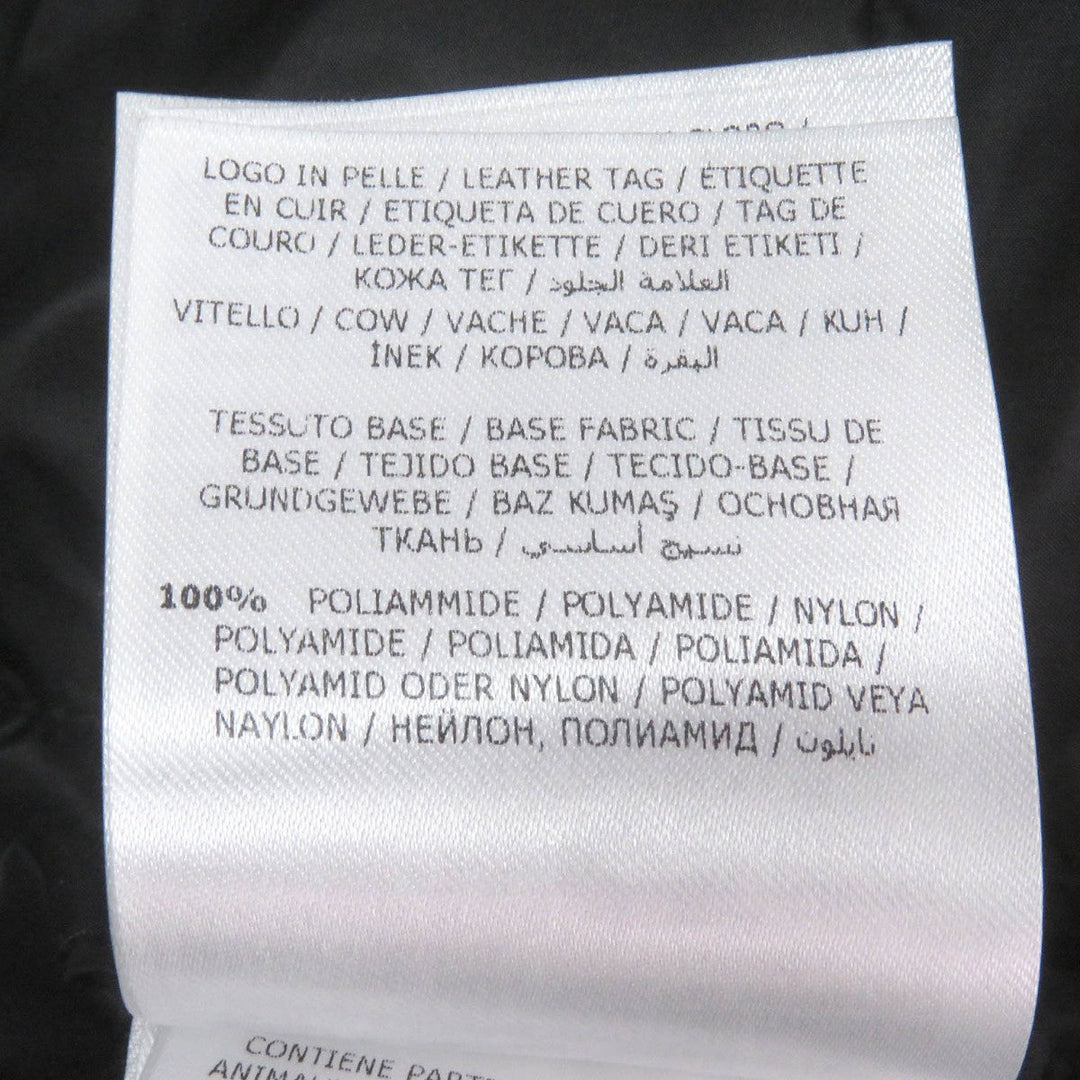 LOGO IN PELLE / LEATHER TAG / ÉTIQUETTE
EN CUIR / ETIQUETA DE CUERO / TAG DE
COURO / LEDER-ETIKETTE / DERI ETIKETI /
КОЖА ТЕГ / العلامة الجلود
VITELLO / COW / VACHE / VACA / VACA / KUH /
İNEK / КОРОВА / البقرة
TESSUTO BASE / BASE FABRIC / TISSU DE
BASE / TEJIDO BASE / TECIDO-BASE /
GRUNDGEWEBE / BAZ KUMAŞ / ОСНОВНАЯ
ТКАНЬ / نسيج أساسي
100% POLIAMMIDE / POLYAMIDE / NYLON /
POLYAMIDE / POLIAMIDA / POLIAMIDA /
POLYAMID ODER NYLON / POLYAMID VEYA
NAYLON / НЕЙЛОН, ПОЛИАМИД / نايلون
CONTIENE